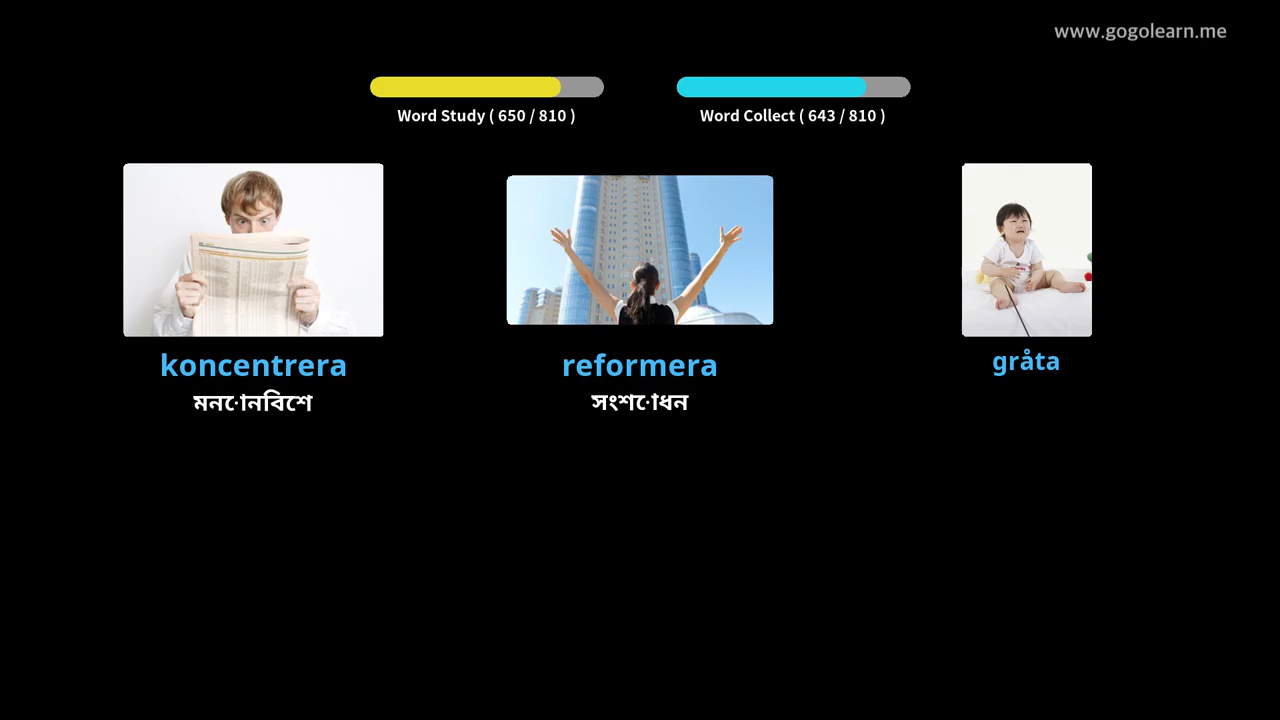 www.gogolearn.me
Word Study ( 650 / 810 )
Word Collect ( 643 / 810 )
koncentrera
মনোনিবেশ
reformera
সংশোধন
gråta